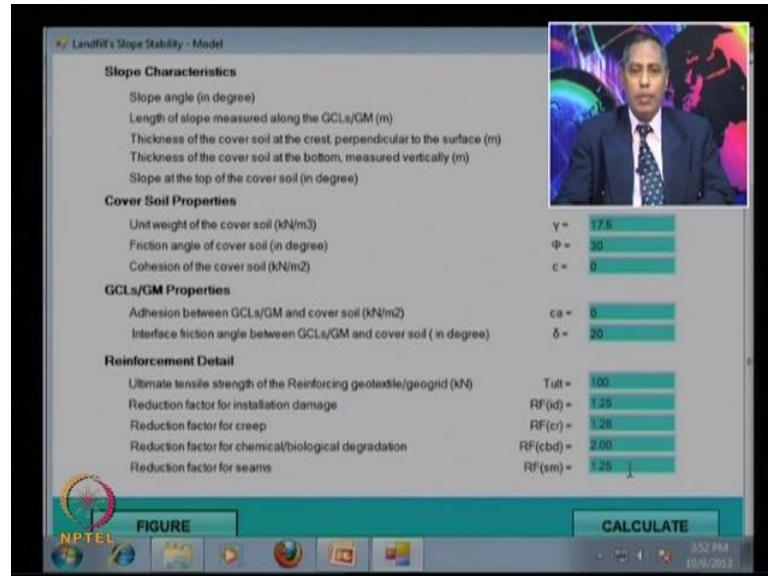 Landfill's Slope Stability - Model
Slope Characteristics
Slope angle (in degree)
Length of slope measured along the GCLs/GM (m)
Thickness of the cover soil at the crest, perpendicular to the surface (m)
Thickness of the cover soil at the bottom, measured vertically (m)
Slope at the top of the cover soil (in degree)
Cover Soil Properties
Unit weight of the cover soil (kN/m3) γ = 17.5
Friction angle of cover soil (in degree) Φ = 30
Cohesion of the cover soil (kN/m2) c = 0
GCLs/GM Properties
Adhesion between GCLs/GM and cover soil (kN/m2) ca = 0
Interface friction angle between GCLs/GM and cover soil ( in degree) δ = 20
Reinforcement Detail
Ultimate tensile strength of the Reinforcing geotextile/geogrid (kN) Tult = 100
Reduction factor for installation damage RF(id) = 1.25
Reduction factor for creep RF(cr) = 1.28
Reduction factor for chemical/biological degradation RF(cbd) = 2.00
Reduction factor for seams RF(sm) = 1.25
FIGURE CALCULATE
NPTEL
3:52 PM
10/9/2013